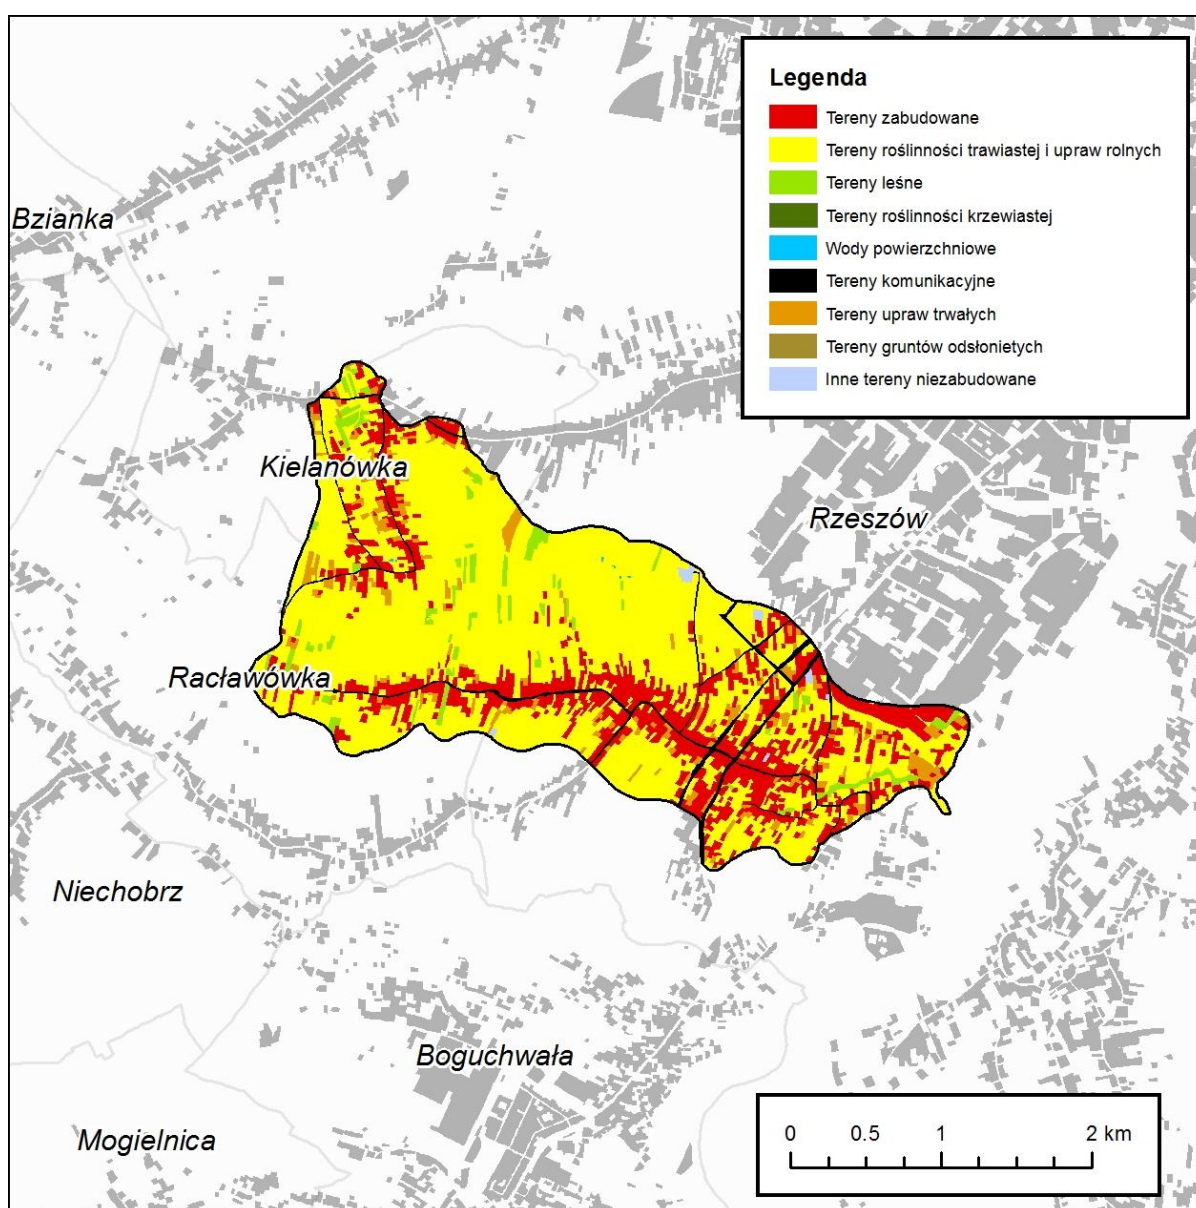 Legenda
Tereny zabudowane
Tereny roślinności trawiastej i upraw rolnych
Tereny leśne
Tereny roślinności krzewiastej
Wody powierzchniowe
Tereny komunikacyjne
Tereny upraw trwałych
Tereny gruntów odsłonietych
Inne tereny niezabudowane
Bzianka
Kielanówka
Rzeszów
Racławówka
Niechobrz
Boguchwała
Mogielnica
0 0.5 1 2 km